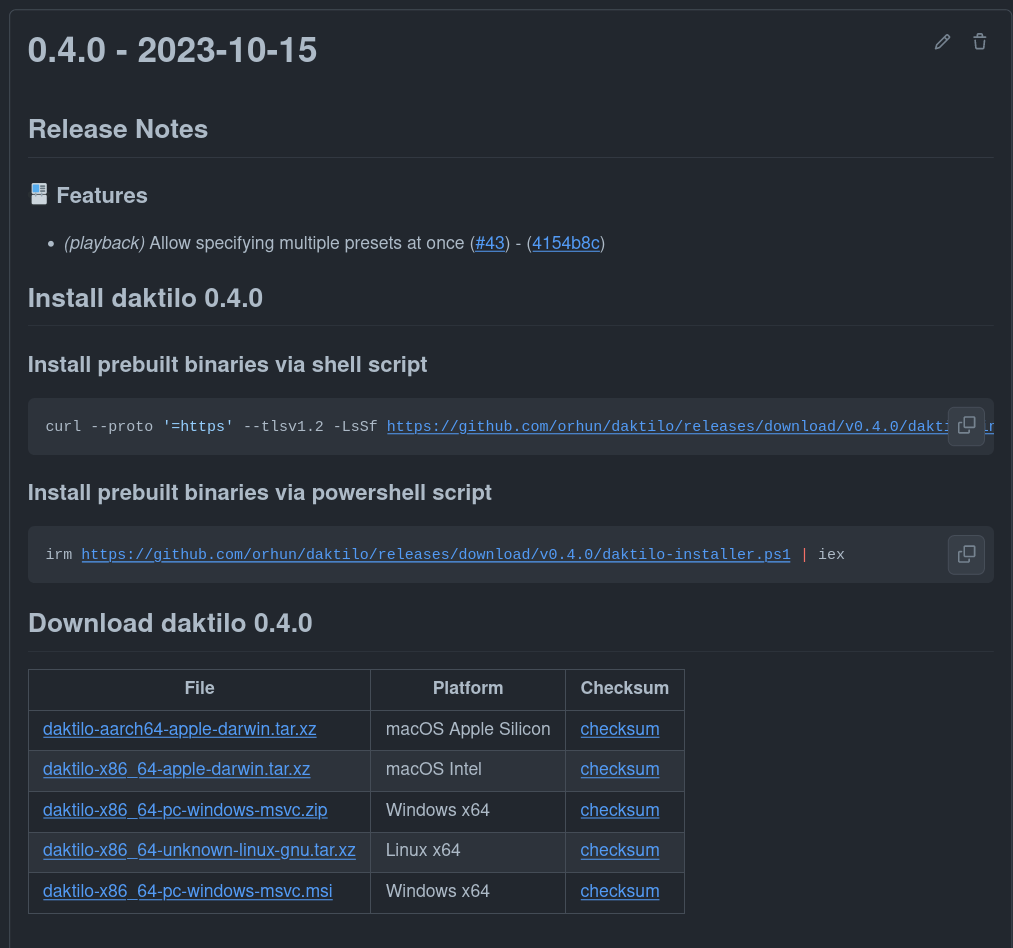 0.4.0 - 2023-10-15
Release Notes
Features
• (playback) Allow specifying multiple presets at once (#43) - (4154b8c)
Install daktilo 0.4.0
Install prebuilt binaries via shell script
curl --proto '=https' --tlsv1.2 -LsSf https://github.com/orhun/daktilo/releases/download/v0.4.0/dakti
Install prebuilt binaries via powershell script
irm https://github.com/orhun/daktilo/releases/download/v0.4.0/daktilo-installer.ps1 | iex
Download daktilo 0.4.0
File Platform Checksum
daktilo-aarch64-apple-darwin.tar.xz macOS Apple Silicon checksum
daktilo-x86_64-apple-darwin.tar.xz macOS Intel checksum
daktilo-x86_64-pc-windows-msvc.zip Windows x64 checksum
daktilo-x86_64-unknown-linux-gnu.tar.xz Linux x64 checksum
daktilo-x86_64-pc-windows-msvc.msi Windows x64 checksum